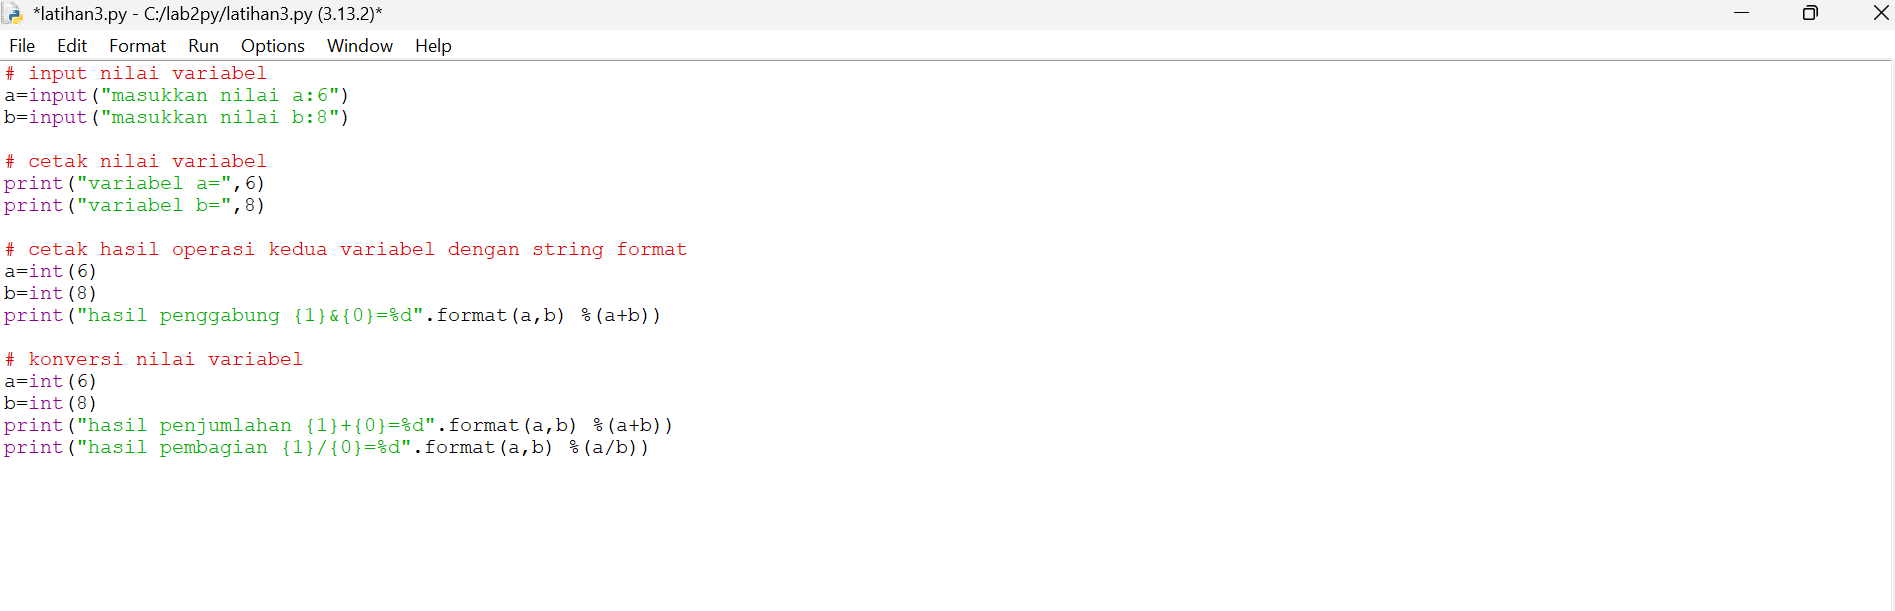 *latihan3.py - C:/lab2py/latihan3.py (3.13.2)*
File Edit Format Run Options Window Help
# input nilai variabel
a=input("masukkan nilai a:6")
b=input("masukkan nilai b:8")
# cetak nilai variabel
print("variabel a=",6)
print("variabel b=",8)
# cetak hasil operasi kedua variabel dengan string format
a=int(6)
b=int(8)
print("hasil penggabung {1}&{0}=%d".format(a,b) %(a+b))
# konversi nilai variabel
a=int(6)
b=int(8)
print("hasil penjumlahan {1}+{0}=%d".format(a,b) %(a+b))
print("hasil pembagian {1}/{0}=%d".format(a,b) %(a/b))